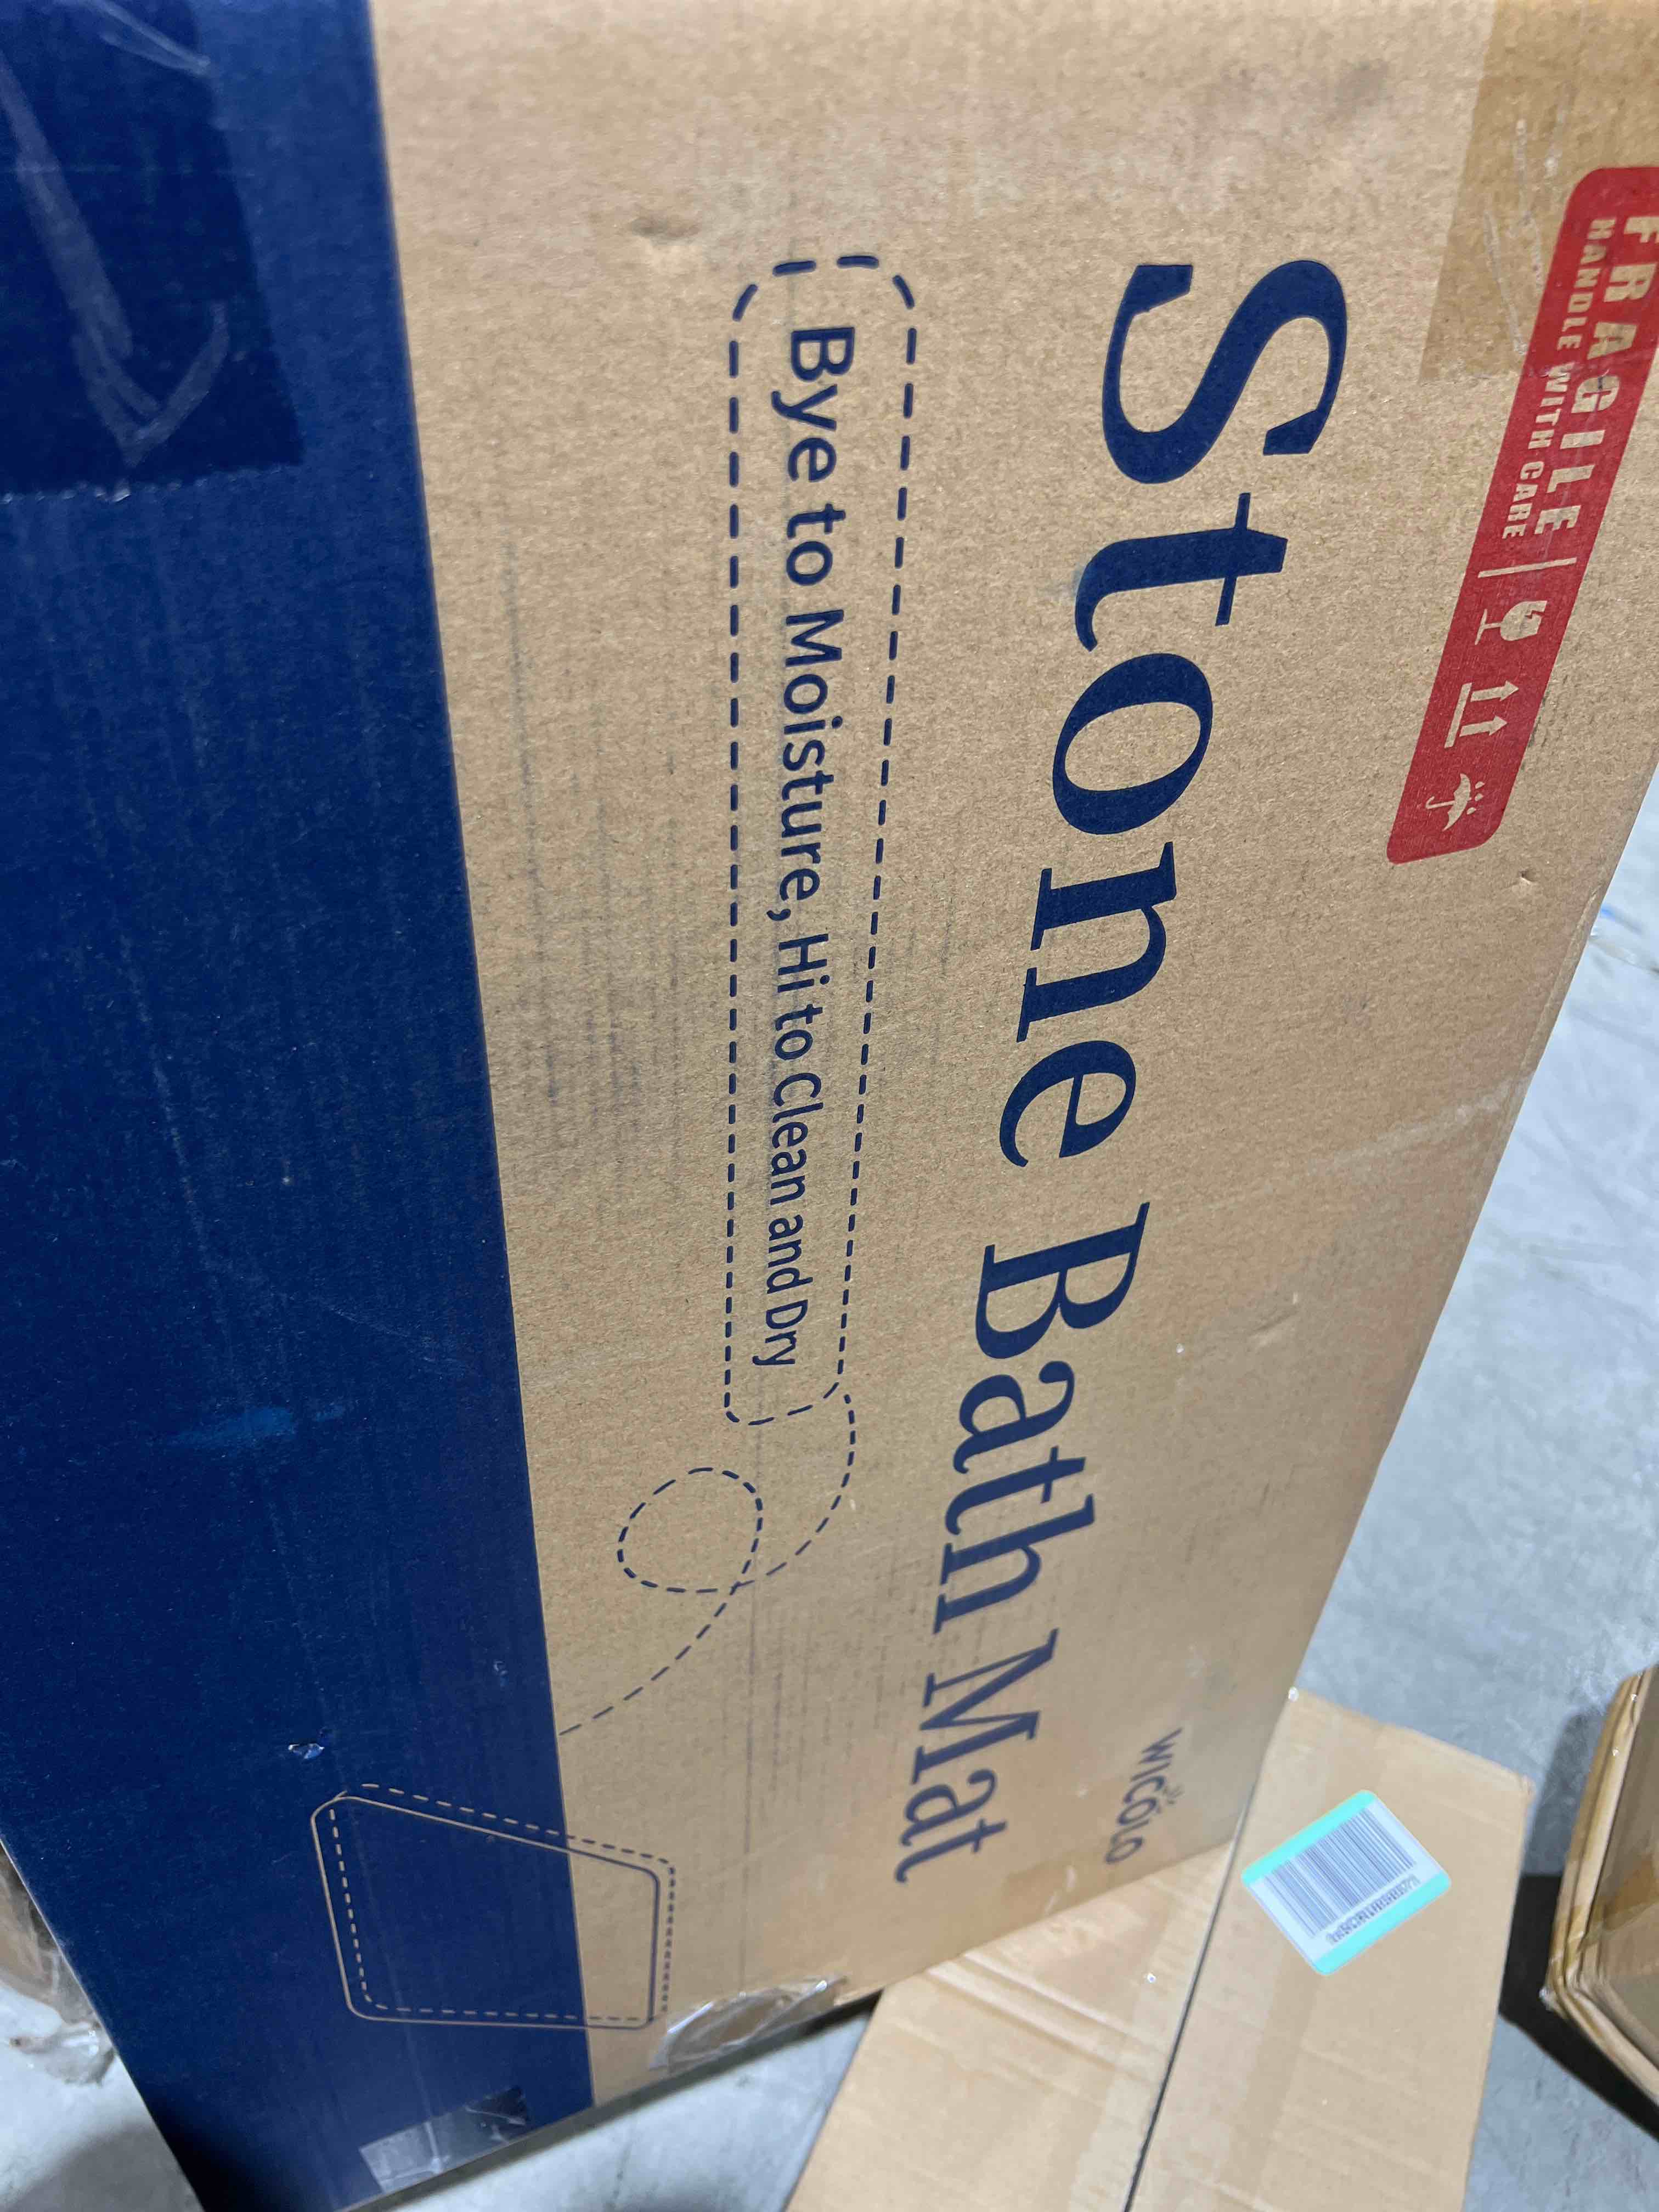 FRAGILE
HANDLE WITH CARE
WICOLO
Stone Bath Mat
Bye to Moisture, Hi to Clean and Dry